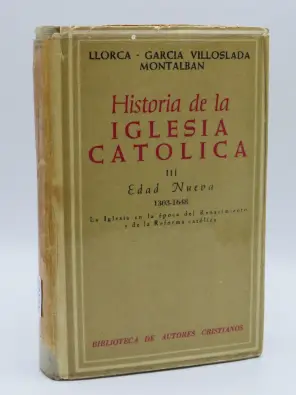 LLORCA - GARCIA VILLOSLADA
MONTALBAN
Historia de la
IGLESIA
CATOLICA
III
Edad Nueva
1303-1648
La Iglesia en la época del Renacimiento
y de la Reforma católica
BIBLIOTECA DE AUTORES CRISTIANOS